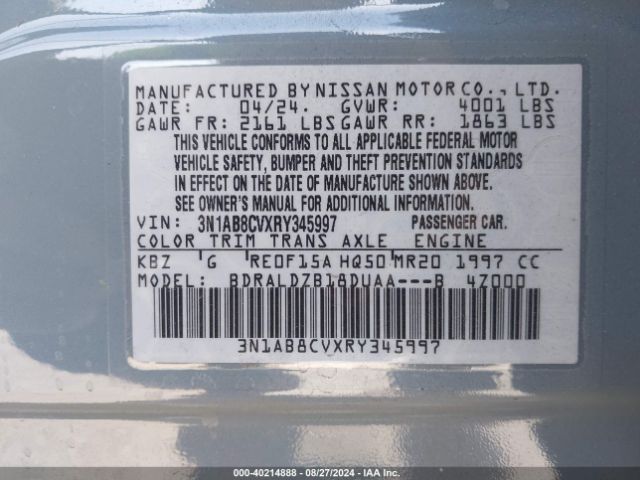 MANUFACTURED BY NISSAN MOTOR CO., LTD.
DATE: 04/24. GVWR: 4001 LBS
GAWR FR: 2161 LBS GAWR RR: 1863 LBS
THIS VEHICLE CONFORMS TO ALL APPLICABLE FEDERAL MOTOR
VEHICLE SAFETY, BUMPER AND THEFT PREVENTION STANDARDS
IN EFFECT ON THE DATE OF MANUFACTURE SHOWN ABOVE.
SEE OWNER'S MANUAL FOR ADDITIONAL INFORMATION.
VIN: 3N1AB8CVXRY345997 PASSENGER CAR.
COLOR TRIM TRANS AXLE ENGINE
KBZ G RE0F15A HQ50 MR20 1997 CC
MODEL: BDRALDZB18DUAA---B 4Z000
3N1AB8CVXRY345997
000-40214888 - 08/27/2024 - IAA Inc.